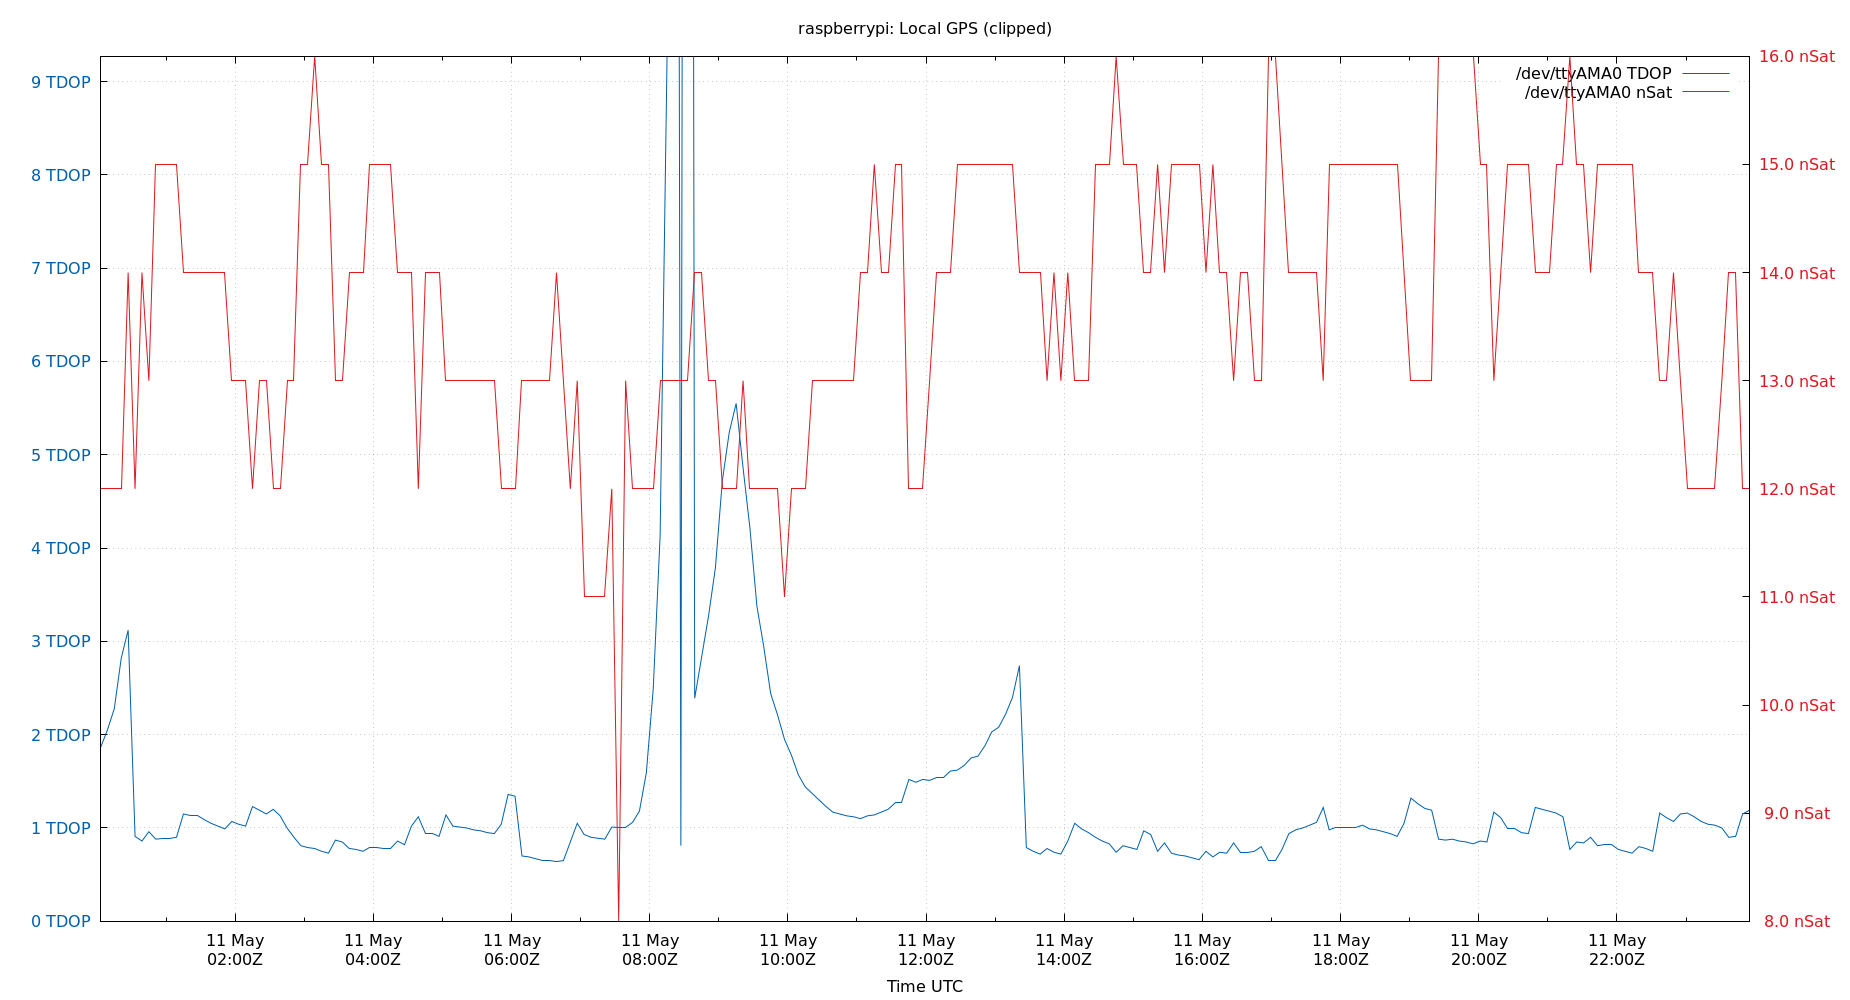 raspberrypi: Local GPS (clipped)
/dev/ttyAMA0 TDOP
/dev/ttyAMA0 nSat
9 TDOP
8 TDOP
7 TDOP
6 TDOP
5 TDOP
4 TDOP
3 TDOP
2 TDOP
1 TDOP
0 TDOP
16.0 nSat
15.0 nSat
14.0 nSat
13.0 nSat
12.0 nSat
11.0 nSat
10.0 nSat
9.0 nSat
8.0 nSat
11 May
02:00Z
11 May
04:00Z
11 May
06:00Z
11 May
08:00Z
11 May
10:00Z
11 May
12:00Z
11 May
14:00Z
11 May
16:00Z
11 May
18:00Z
11 May
20:00Z
11 May
22:00Z
Time UTC